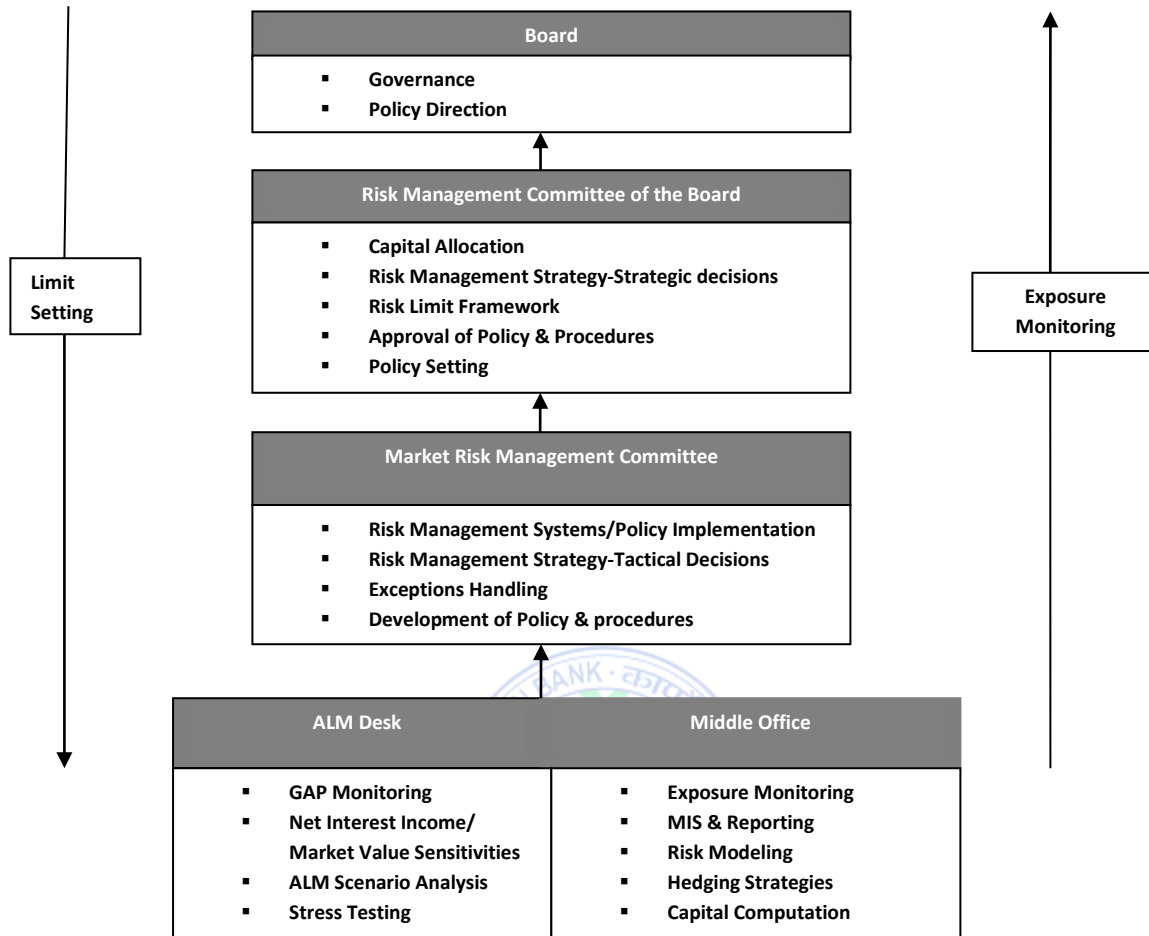 Board
Governance
Policy Direction
Risk Management Committee of the Board
Capital Allocation
Risk Management Strategy-Strategic decisions
Risk Limit Framework
Approval of Policy & Procedures
Policy Setting
Limit
Setting
Exposure
Monitoring
Market Risk Management Committee
Risk Management Systems/Policy Implementation
Risk Management Strategy-Tactical Decisions
Exceptions Handling
Development of Policy & procedures
BANK
ALM Desk
GAP Monitoring
Net Interest Income/
Market Value Sensitivities
ALM Scenario Analysis
Stress Testing
Middle Office
Exposure Monitoring
MIS & Reporting
Risk Modeling
Hedging Strategies
Capital Computation